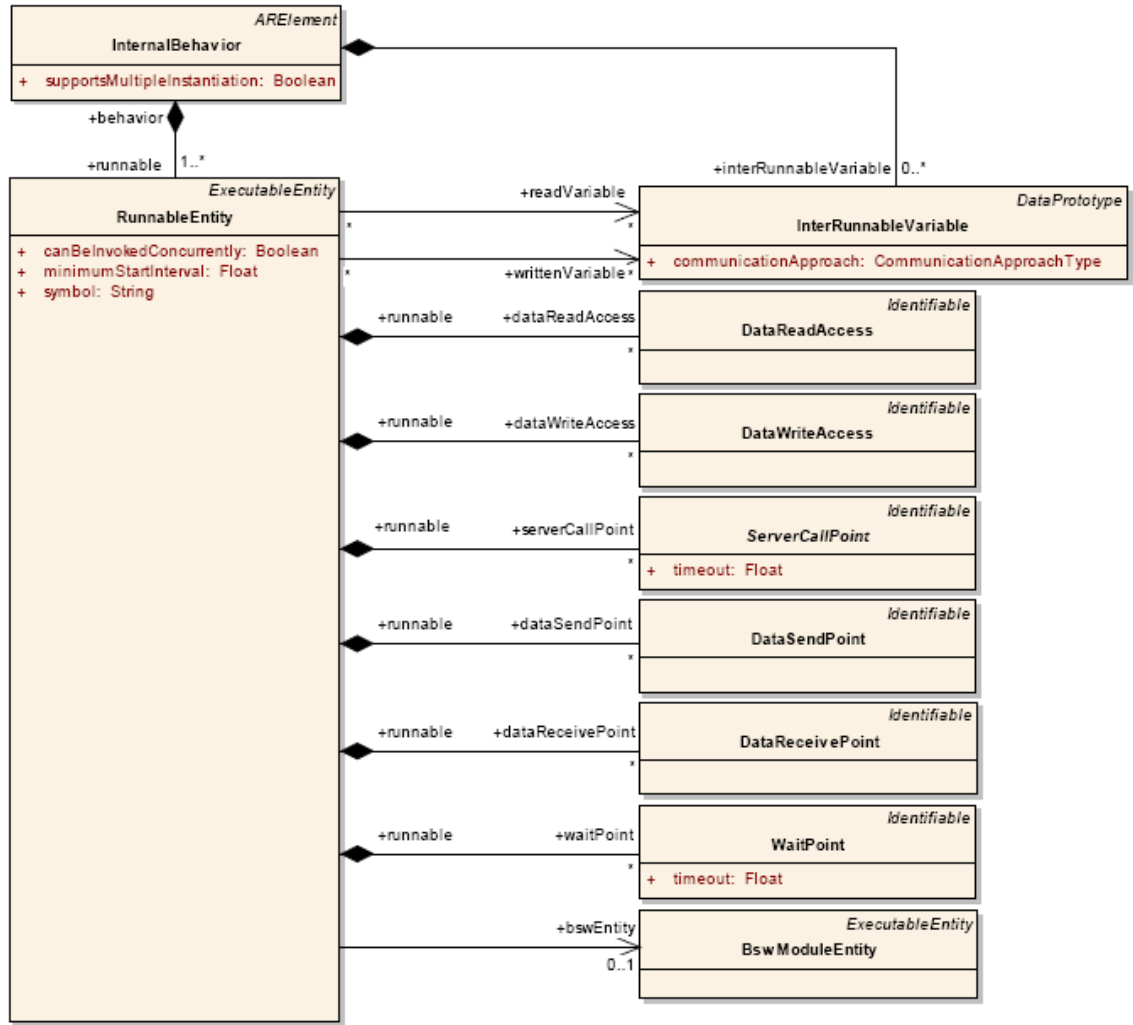 ARElement
InternalBehavior
+ supportsMultipleInstantiation: Boolean
+behavior
+runnable 1..*
+interRunnableVariable 0..*
ExecutableEntity
RunnableEntity
+ canBeInvokedConcurrently: Boolean
+ minimumStartInterval: Float
+ symbol: String
+readVariable
* *
DataPrototype
InterRunnableVariable
+ communicationApproach: CommunicationApproachType
* +writtenVariable *
+runnable +dataReadAccess
*
Identifiable
DataReadAccess
+runnable +dataWriteAccess
*
Identifiable
DataWriteAccess
+runnable +serverCallPoint
*
Identifiable
ServerCallPoint
+ timeout: Float
+runnable +dataSendPoint
*
Identifiable
DataSendPoint
+runnable +dataReceivePoint
*
Identifiable
DataReceivePoint
+runnable +waitPoint
*
Identifiable
WaitPoint
+ timeout: Float
+bswEntity
0..1
ExecutableEntity
BswModuleEntity